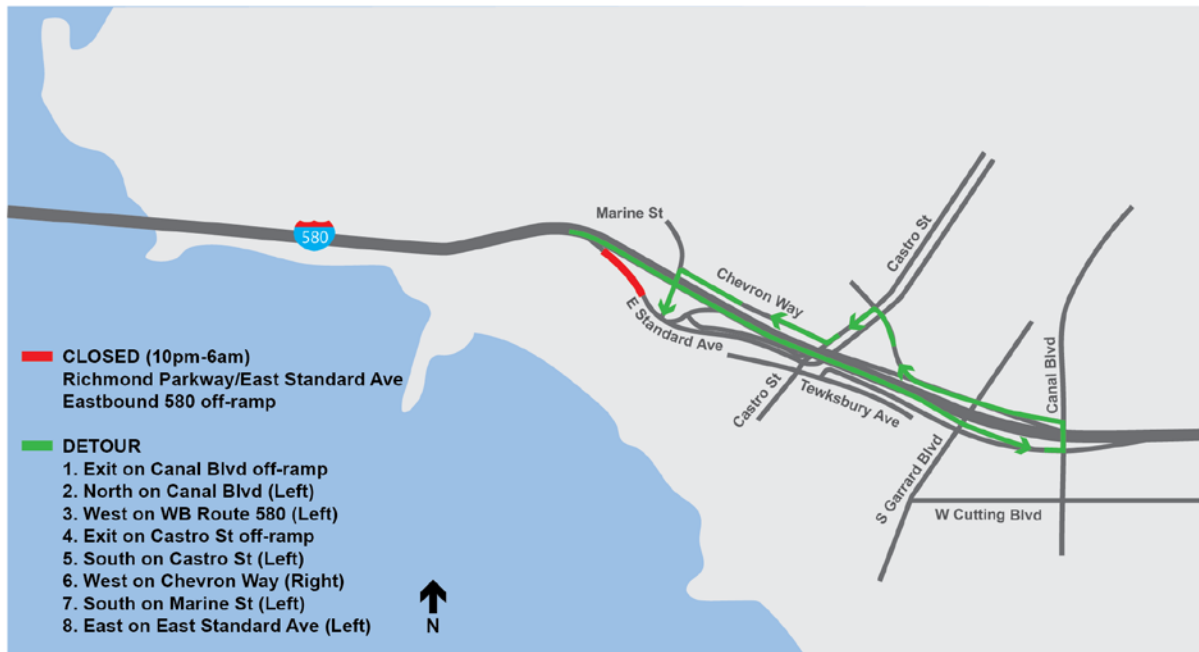 Marine St
Castro St
580
Chevron Way
E Standard Ave
Castro St
Tewksbury Ave
Canal Blvd
S Garrard Blvd
W Cutting Blvd
CLOSED (10pm-6am)
Richmond Parkway/East Standard Ave
Eastbound 580 off-ramp
DETOUR
1. Exit on Canal Blvd off-ramp
2. North on Canal Blvd (Left)
3. West on WB Route 580 (Left)
4. Exit on Castro St off-ramp
5. South on Castro St (Left)
6. West on Chevron Way (Right)
7. South on Marine St (Left)
8. East on East Standard Ave (Left)
N